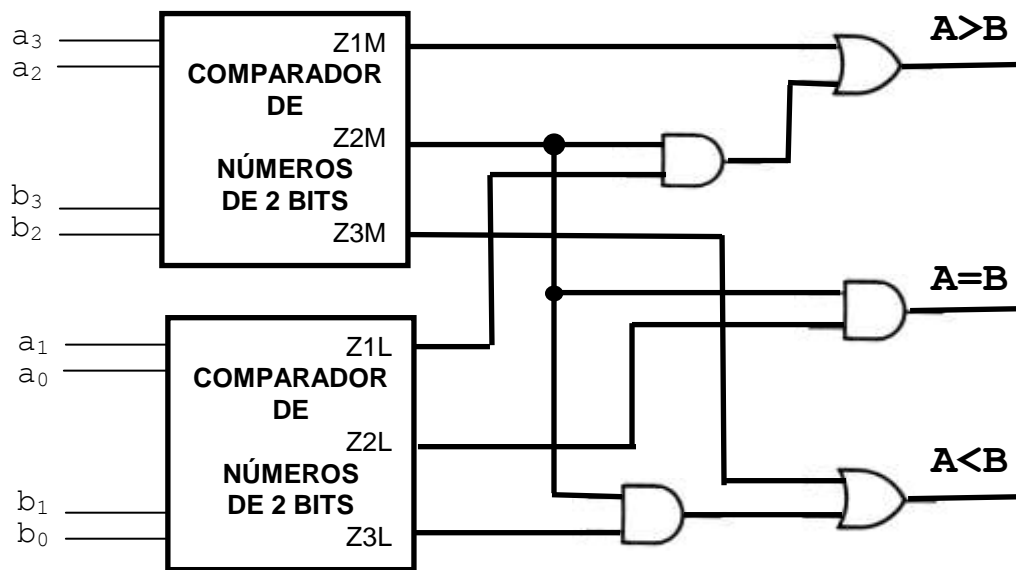 a₃
a₂
b₃
b₂
Z1M
COMPARADOR
DE
Z2M
NÚMEROS
DE 2 BITS
Z3M
A>B
A=B
a₁
a₀
b₁
b₀
Z1L
COMPARADOR
DE
Z2L
NÚMEROS
DE 2 BITS
Z3L
A<B